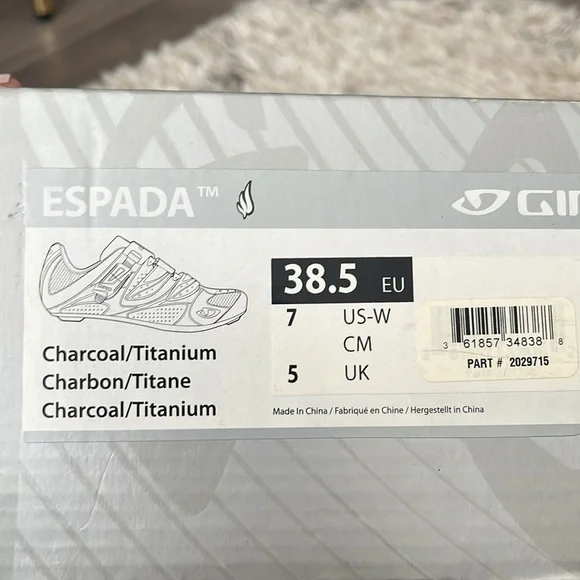 ESPADA™
38.5 EU
7 US-W
CM
5 UK
Charcoal/Titanium
Charbon/Titane
Charcoal/Titanium
3 61857 34838 8
PART # 2029715
Made In China / Fabriqué en Chine / Hergestellt in China